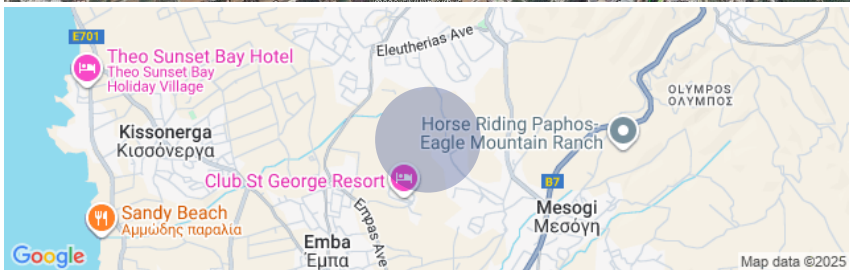 E701
Theo Sunset Bay Hotel
Theo Sunset Bay
Holiday Village
Eleutherias Ave
OLYMPOS
ΟΛΥΜΠΟΣ
Kissonerga
Κισσόνεργα
Horse Riding Paphos-
Eagle Mountain Ranch
Club St George Resort
B7
Sandy Beach
Αμμώδης παραλία
Empas Ave
Mesogi
Μεσόγη
Emba
Έμπα
Google
Map data ©2025